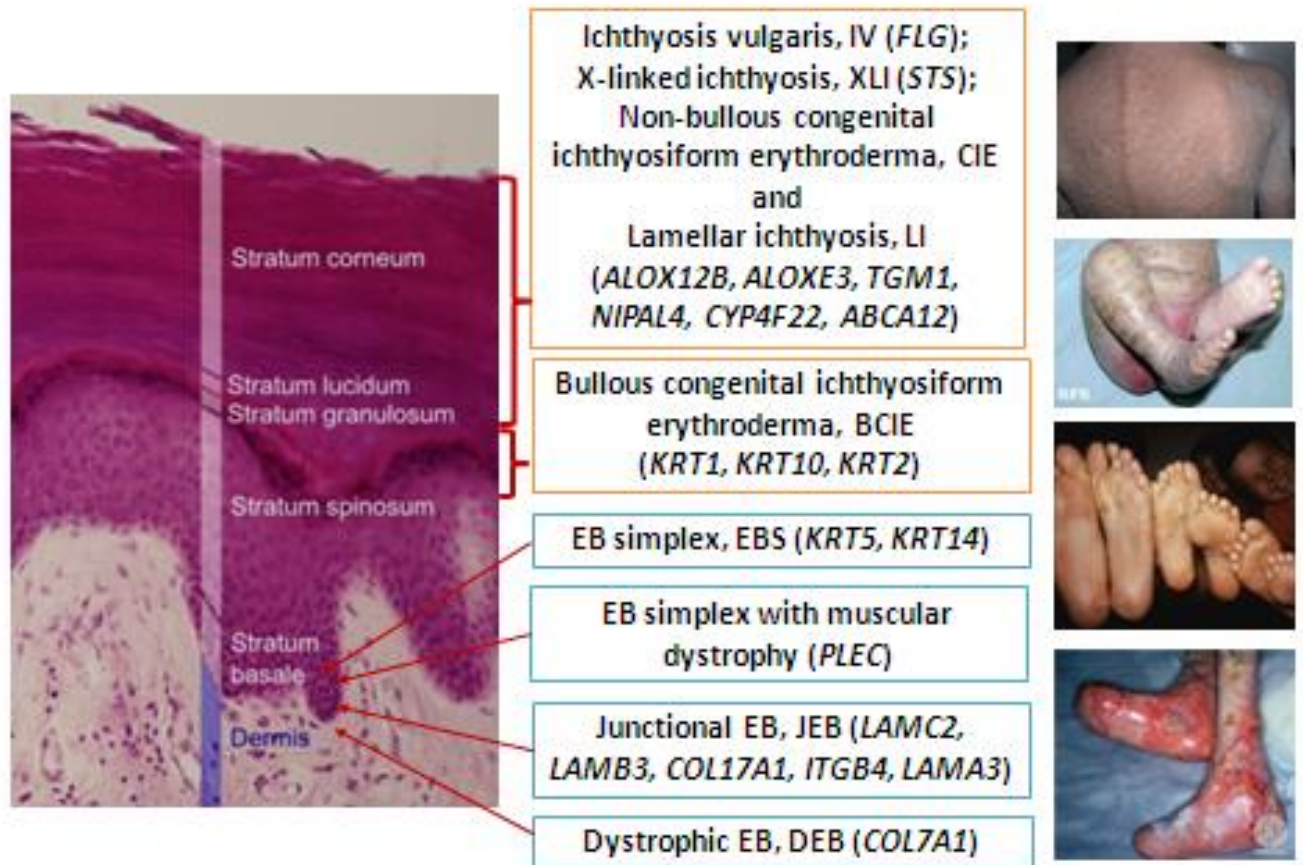 Stratum corneum
Stratum lucidum
Stratum granulosum
Stratum spinosum
Stratum
basale
Dermis
Ichthyosis vulgaris, IV (FLG);
X-linked ichthyosis, XLI (STS);
Non-bullous congenital
ichthyosiform erythroderma, CIE
and
Lamellar ichthyosis, LI
(ALOX12B, ALOXE3, TGM1,
NIPAL4, CYP4F22, ABCA12)
Bullous congenital ichthyosiform
erythroderma, BCIE
(KRT1, KRT10, KRT2)
EB simplex, EBS (KRT5, KRT14)
EB simplex with muscular
dystrophy (PLEC)
Junctional EB, JEB (LAMC2,
LAMB3, COL17A1, ITGB4, LAMA3)
Dystrophic EB, DEB (COL7A1)